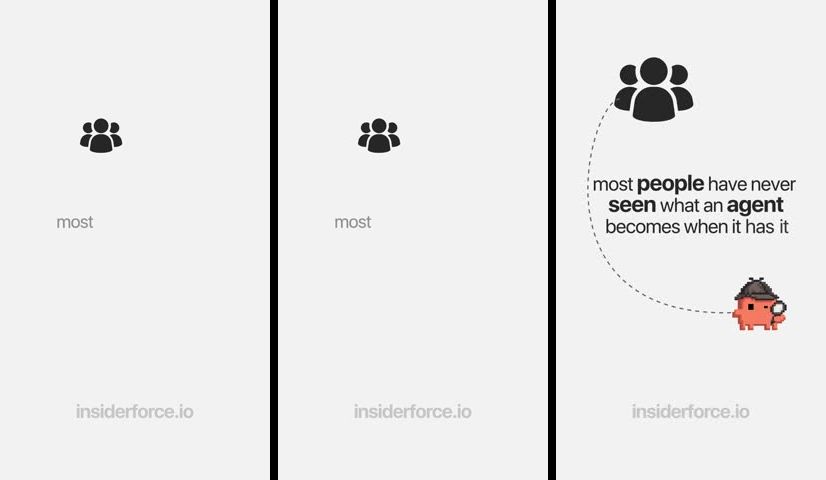 most
insiderforce.io
most
insiderforce.io
most people have never
seen what an agent
becomes when it has it
insiderforce.io